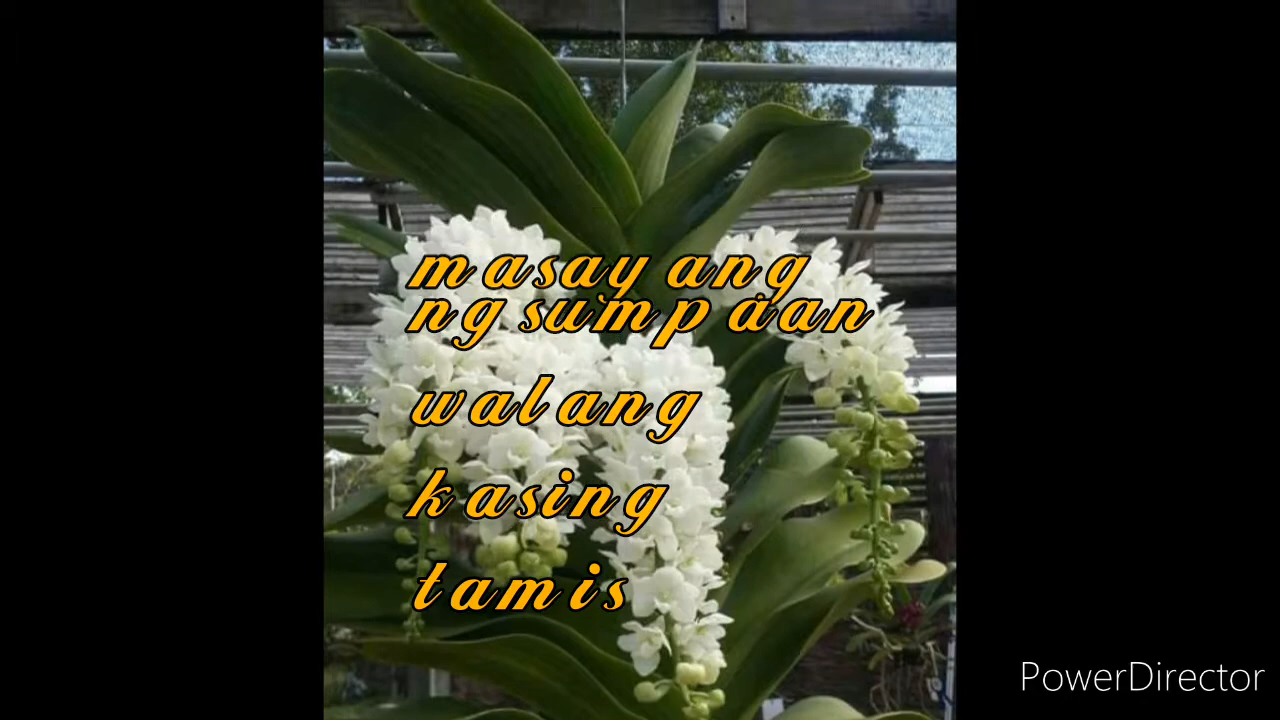 masayang
ng sumpaan
walang
kasing
tamis
PowerDirector